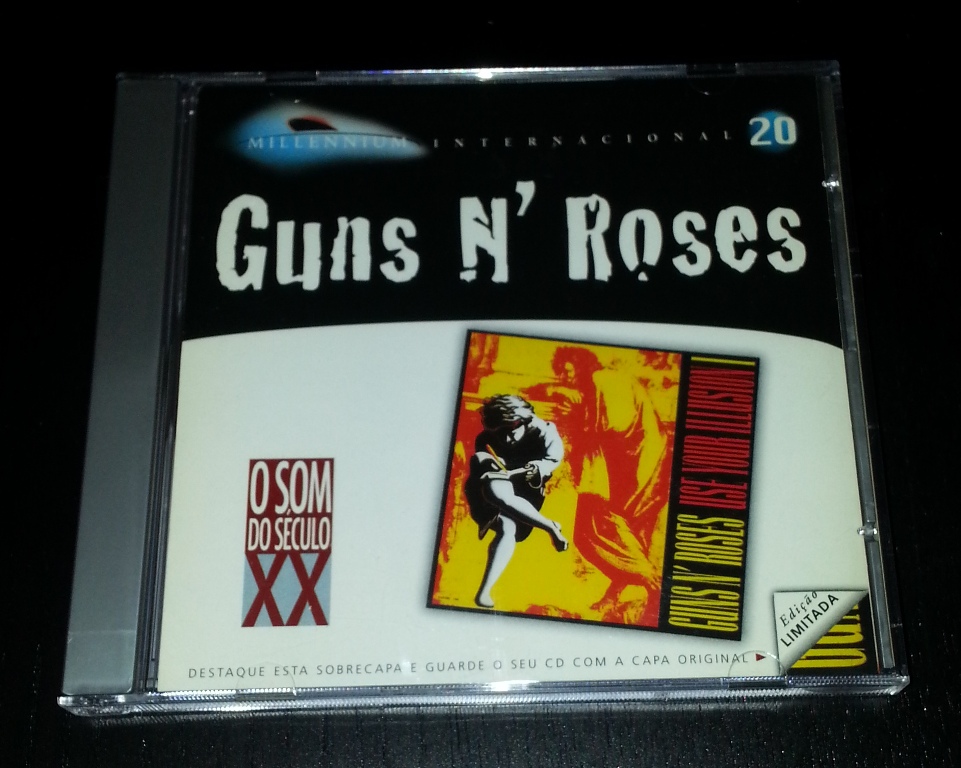 MILLENNIUM INTERNACIONAL 20
GUNS N' ROSES
GUNS N' ROSES USE YOUR ILLUSION I
O SOM
DO SÉCULO
XX
Edição
LIMITADA
DESTAQUE ESTA SOBRECAPA E GUARDE O SEU CD COM A CAPA ORIGINAL